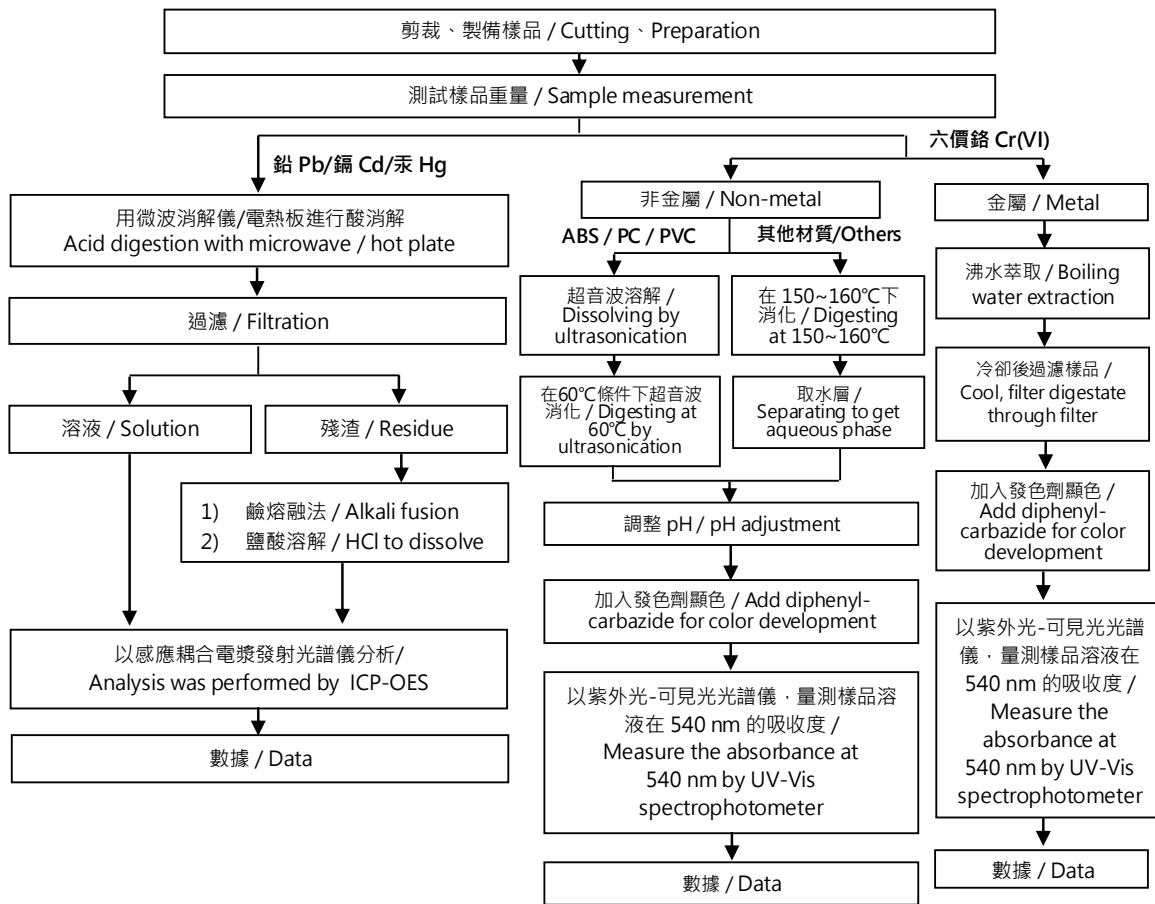 剪裁、製備樣品 / Cutting、Preparation
測試樣品重量 / Sample measurement
鉛 Pb/鎘 Cd/汞 Hg
用微波消解儀/電熱板進行酸消解
Acid digestion with microwave / hot plate
過濾 / Filtration
溶液 / Solution
殘渣 / Residue
1) 鹼熔融法 / Alkali fusion
2) 鹽酸溶解 / HCl to dissolve
以感應耦合電漿發射光譜儀分析/
Analysis was performed by ICP-OES
數據 / Data
六價鉻 Cr(VI)
非金屬 / Non-metal
ABS / PC / PVC
超音波溶解 /
Dissolving by
ultrasonication
在60℃條件下超音波
消化 / Digesting at
60℃ by
ultrasonication
其他材質/Others
在 150~160℃下
消化 / Digesting
at 150~160℃
取水層 /
Separating to get
aqueous phase
調整 pH / pH adjustment
加入發色劑顯色 / Add diphenyl-
carbazide for color development
以紫外光-可見光光譜儀，量測樣品溶
液在 540 nm 的吸收度 /
Measure the absorbance at
540 nm by UV-Vis
spectrophotometer
數據 / Data
金屬 / Metal
沸水萃取 / Boiling
water extraction
冷卻後過濾樣品 /
Cool, filter digestate
through filter
加入發色劑顯色 /
Add diphenyl-
carbazide for color
development
以紫外光-可見光光譜
儀，量測樣品溶液在
540 nm 的吸收度 /
Measure the
absorbance at
540 nm by UV-Vis
spectrophotometer
數據 / Data